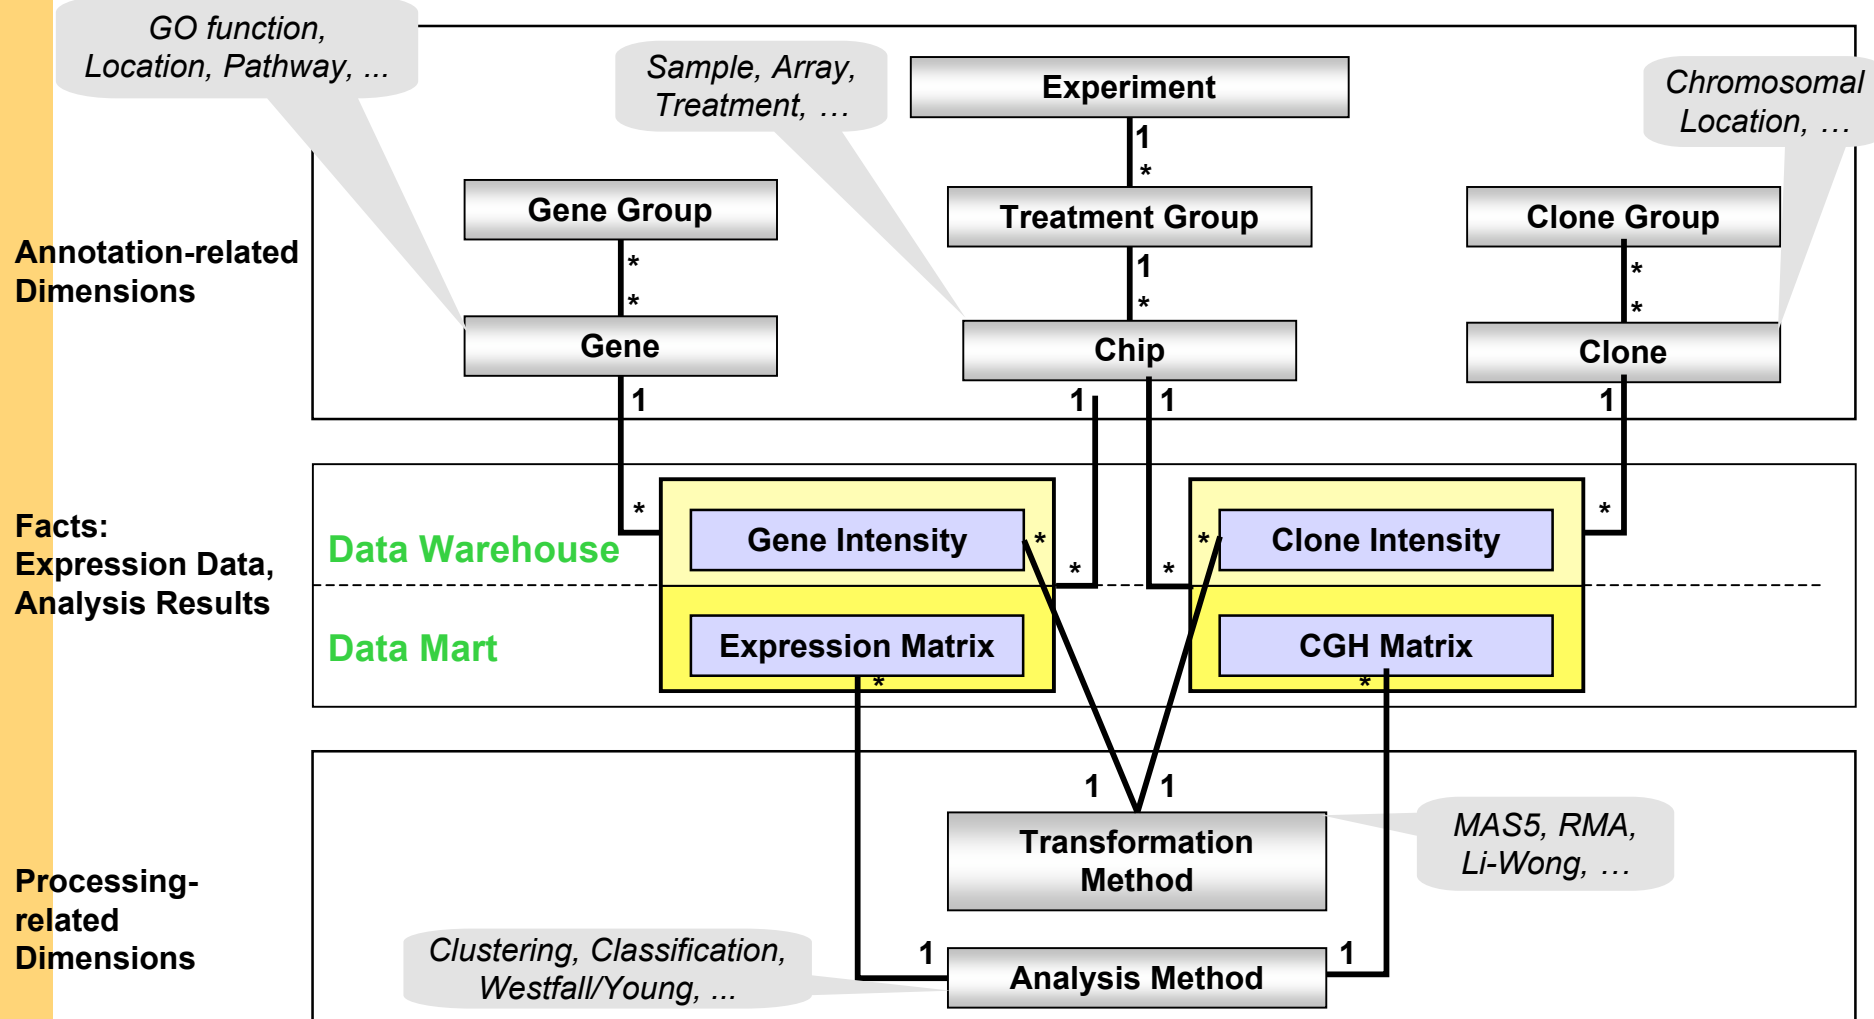 GO function,
Location, Pathway, ...
Sample, Array,
Treatment, …
Experiment
Chromosomal
Location, …
1
*
Gene Group
Treatment Group
Clone Group
Annotation-related
Dimensions
*
*
1
*
*
*
Gene
Chip
Clone
1
1
1
1
Facts:
Expression Data,
Analysis Results
Data Warehouse
*
Gene Intensity
*
*
*
*
Clone Intensity
*
Data Mart
Expression Matrix
*
CGH Matrix
*
1
1
Transformation
Method
MAS5, RMA,
Li-Wong, …
Processing-
related
Dimensions
Clustering, Classification,
Westfall/Young, ...
1
Analysis Method
1